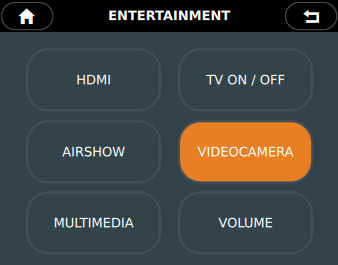 ENTERTAINMENT
HDMI
TV ON / OFF
AIRSHOW
VIDEOCAMERA
MULTIMEDIA
VOLUME